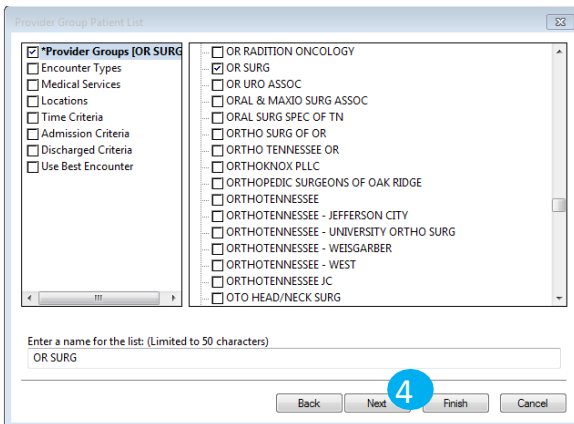 Provider Group Patient List
*Provider Groups [OR SURG
Encounter Types
Medical Services
Locations
Time Criteria
Admission Criteria
Discharged Criteria
Use Best Encounter
OR RADITION ONCOLOGY
OR SURG
OR URO ASSOC
ORAL & MAXIO SURG ASSOC
ORAL SURG SPEC OF TN
ORTHO SURG OF OR
ORTHO TENNESSEE OR
ORTHOKNOX PLLC
ORTHOPEDIC SURGEONS OF OAK RIDGE
ORTHOTENNESSEE
ORTHOTENNESSEE - JEFFERSON CITY
ORTHOTENNESSEE - UNIVERSITY ORTHO SURG
ORTHOTENNESSEE - WEISGARBER
ORTHOTENNESSEE - WEST
ORTHOTENNESSEE JC
OTO HEAD/NECK SURG
Enter a name for the list: (Limited to 50 characters)
OR SURG
Back Next 4 Finish Cancel